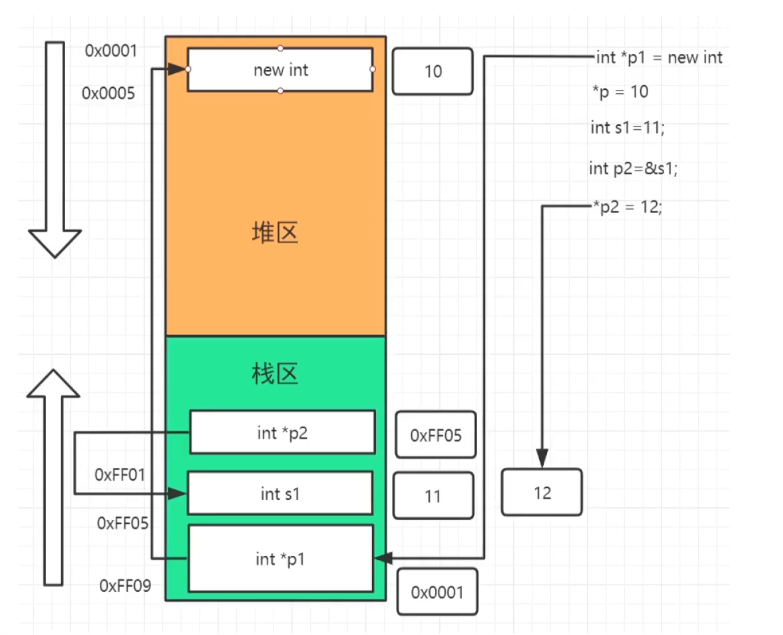 0x0001
0x0005
new int
10
堆区
栈区
int *p2
0xFF05
0xFF01
int s1
11
0xFF05
int *p1
0xFF09
0x0001
int *p1 = new int
*p = 10
int s1=11;
int p2=&s1;
*p2 = 12;
12